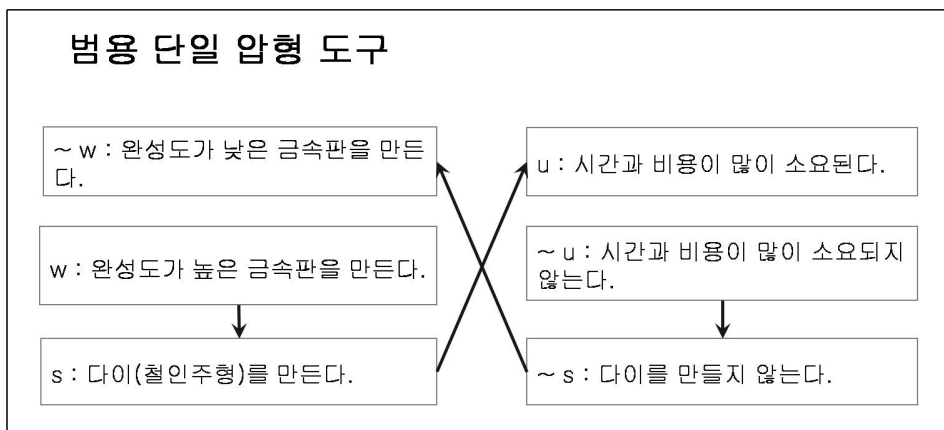 범용 단일 압형 도구
~ w : 완성도가 낮은 금속판을 만든
다.
u : 시간과 비용이 많이 소요된다.
w : 완성도가 높은 금속판을 만든다.
~ u : 시간과 비용이 많이 소요되지
않는다.
s : 다이(철인주형)를 만든다.
~ s : 다이를 만들지 않는다.